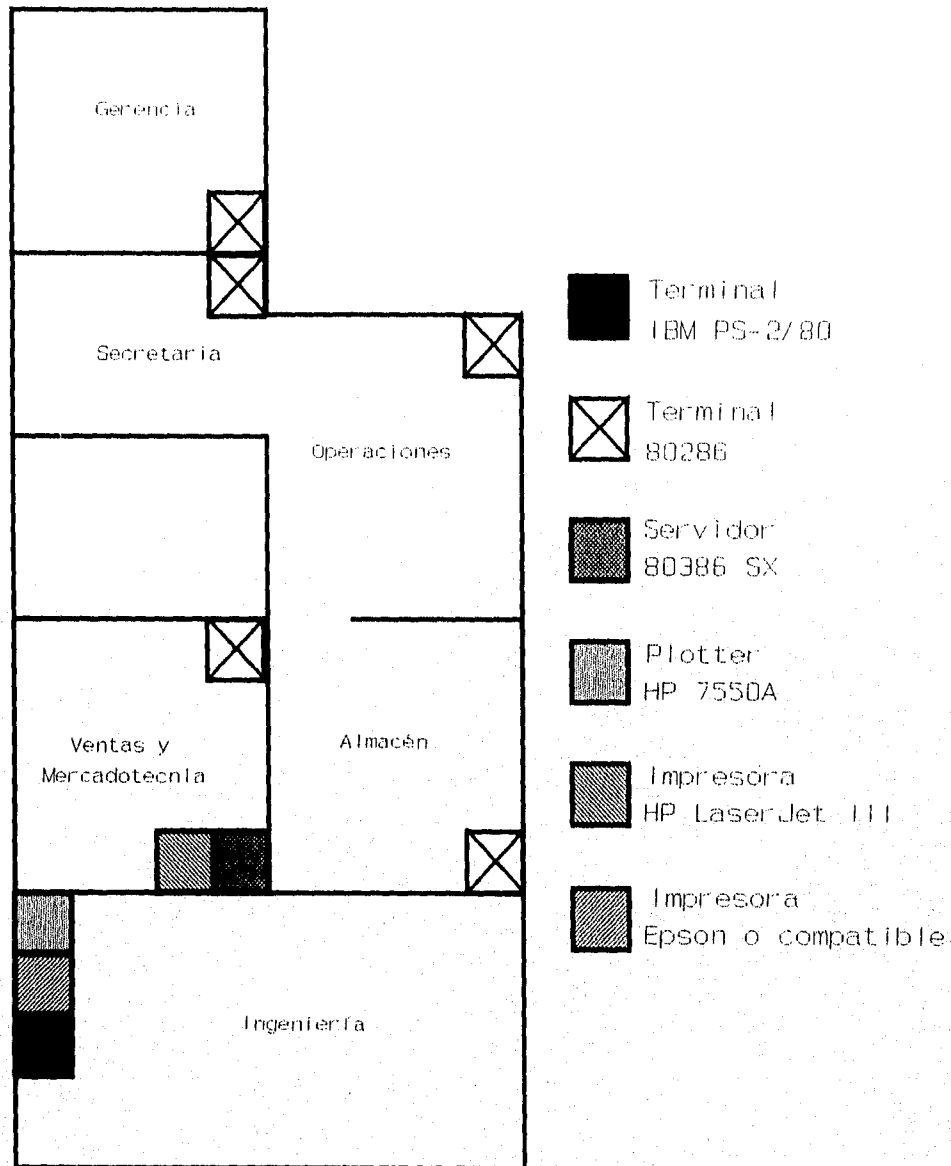 Gerencia
Secretaria
Operaciones
Ventas y
Mercadotecnia
Almacén
Ingeniería
Terminal
IBM PS-2/80
Terminal
80286
Servidor
80386 SX
Plotter
HP 7550A
Impresora
HP LaserJet III
Impresora
Epson o compatible